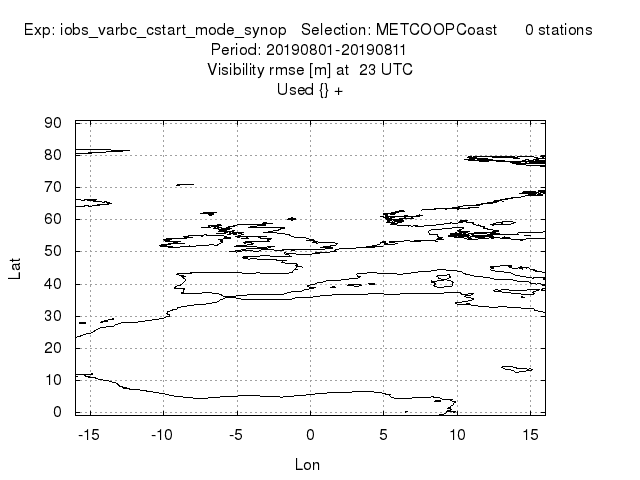 Exp: iobs_varbc_cstart_mode_synop Selection: METCOOPCoast 0 stations
Period: 20190801-20190811
Visibility rmse [m] at 23 UTC
Used {} +
90
80
70
60
50
40
30
20
10
0
Lat
-15 -10 -5 0 5 10 15
Lon